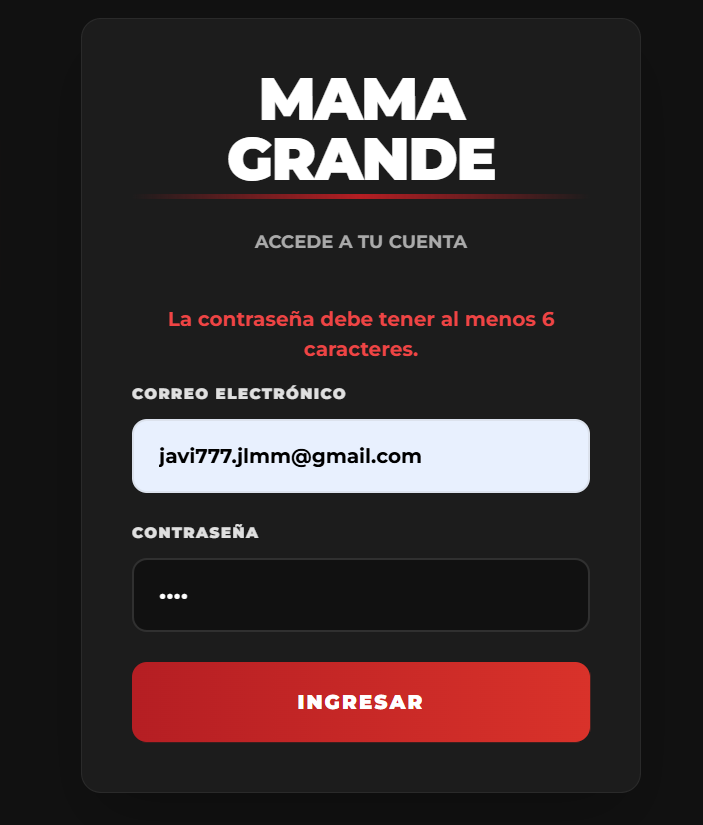 MAMA
GRANDE
ACCEDE A TU CUENTA
La contraseña debe tener al menos 6
caracteres.
CORREO ELECTRÓNICO
javi777.jlmm@gmail.com
CONTRASEÑA
••••
INGRESAR